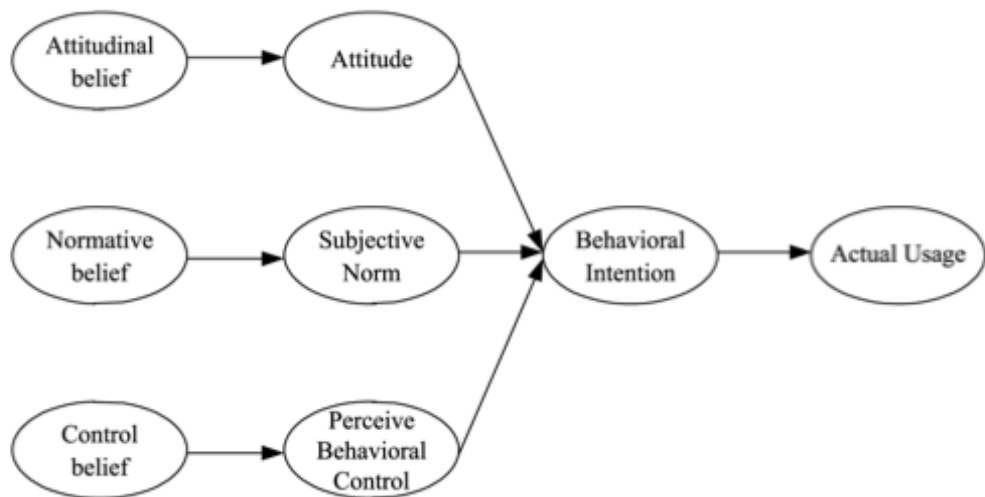 Attitudinal
belief
Attitude
Normative
belief
Subjective
Norm
Behavioral
Intention
Actual Usage
Control
belief
Perceive
Behavioral
Control